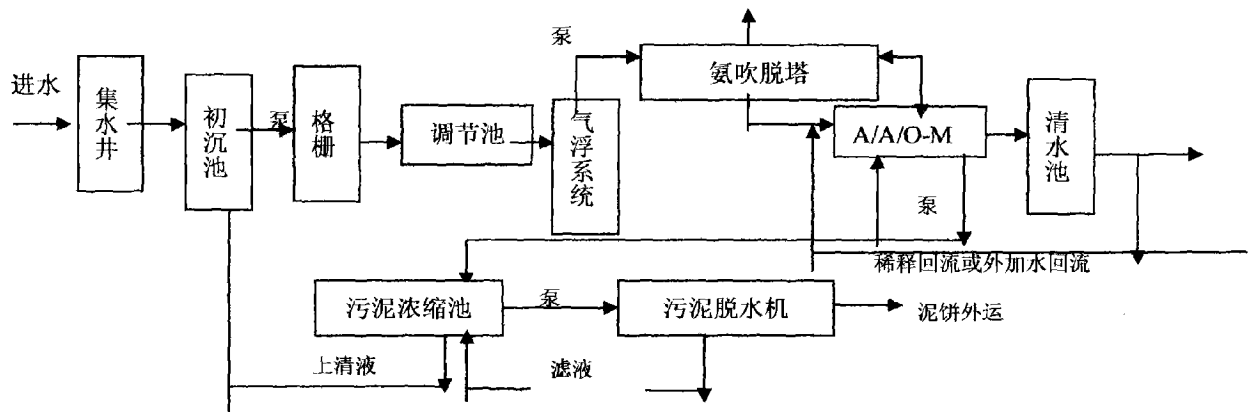 进水
集水井
初沉池
泵
格栅
调节池
气浮系统
泵
氨吹脱塔
A/A/O-M
清水池
泵
稀释回流或外加水回流
污泥浓缩池
泵
污泥脱水机
泥饼外运
上清液
滤液